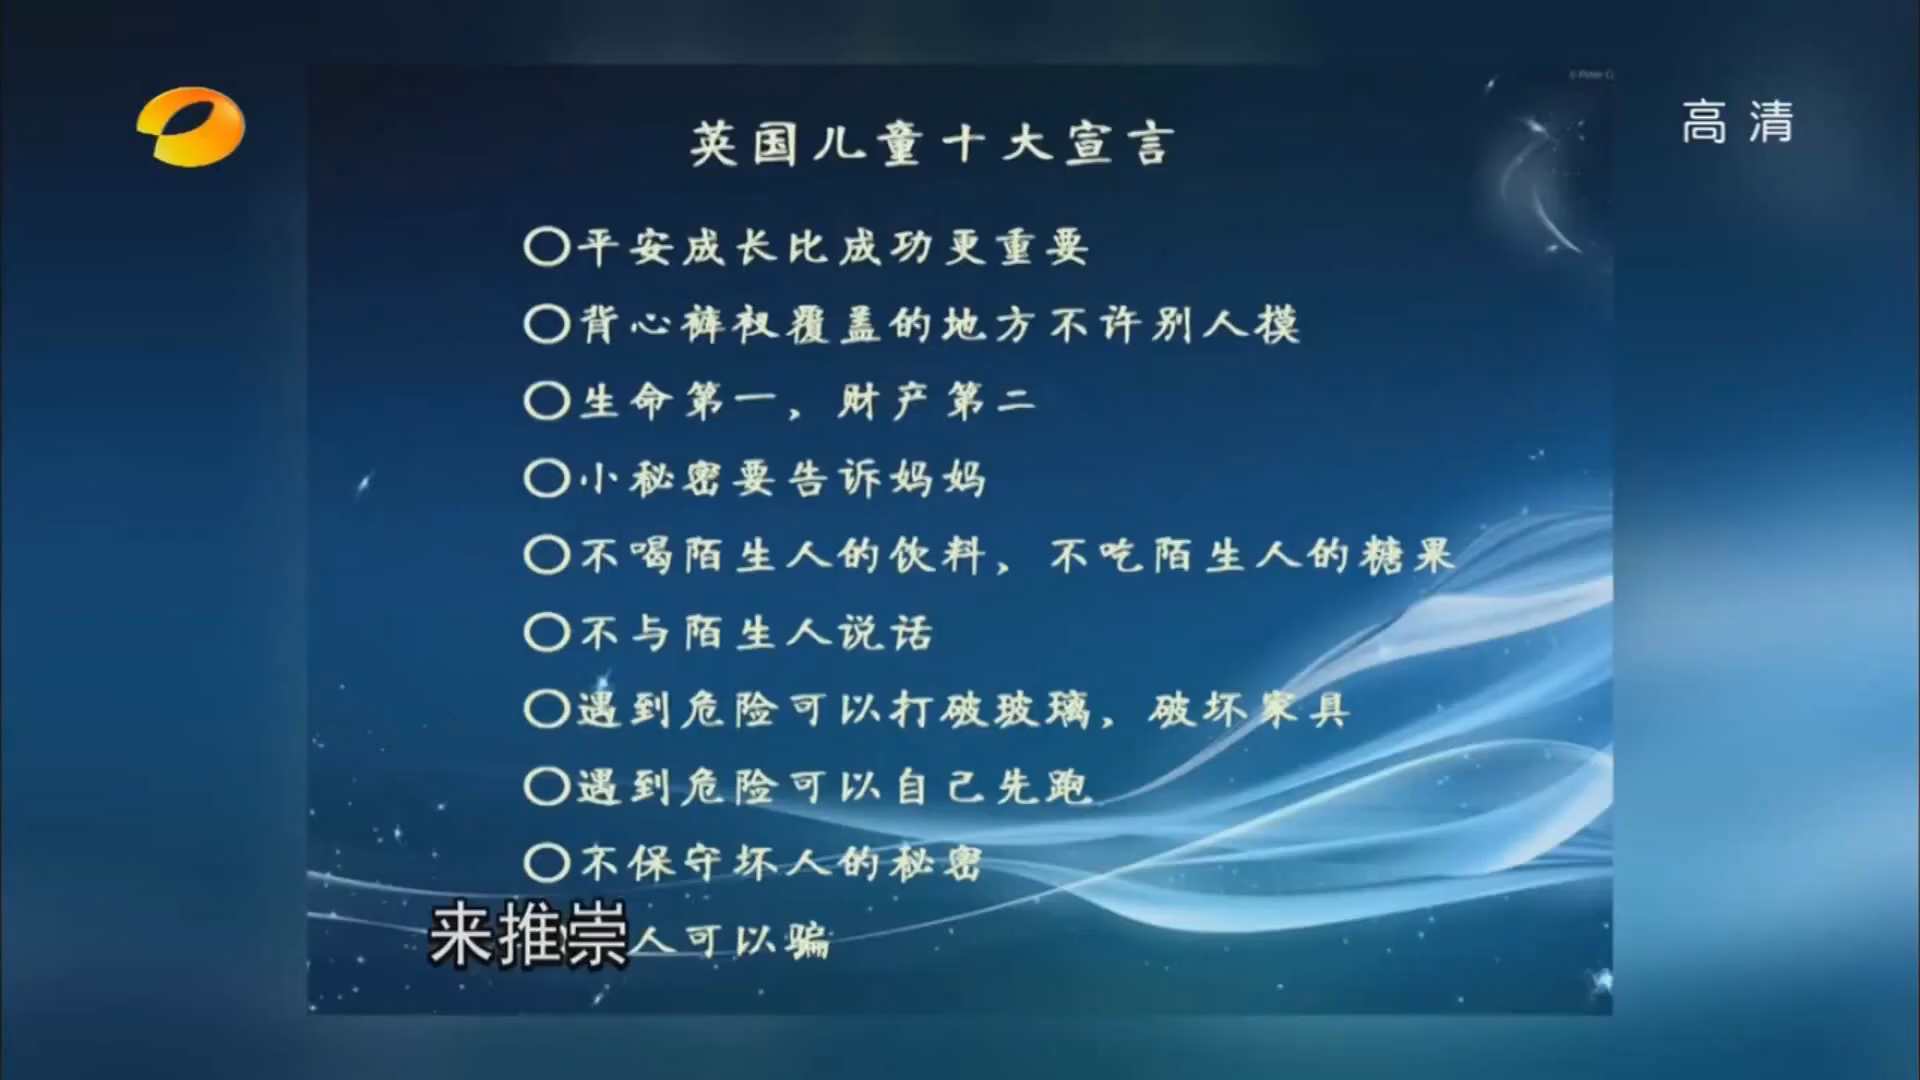 高清
英国儿童十大宣言
○平安成长比成功更重要
○背心裤衩覆盖的地方不许别人摸
○生命第一，财产第二
○小秘密要告诉妈妈
○不喝陌生人的饮料，不吃陌生人的糖果
○不与陌生人说话
○遇到危险可以打破玻璃，破坏家具
○遇到危险可以自己先跑
○不保守坏人的秘密
人可以骗
来推崇